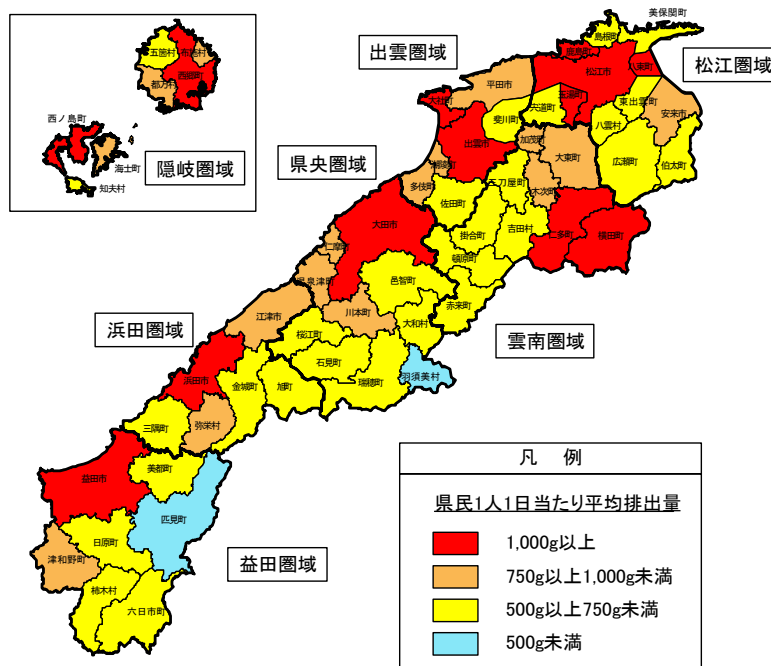 美保関町
島根町
鹿島町
松江市
八束町
松江圏域
出雲圏域
平田市
大社町
斐川町
宍道町
玉湯町
東出雲町
八雲村
安来市
広瀬町
伯太町
出雲市
湖陵町
多伎町
佐田町
加茂町
大東町
木次町
三刀屋町
掛合町
吉田村
頓原町
赤来町
仁多町
横田町
雲南圏域
五箇村
布施村
西郷町
都万村
西ノ島町
海士町
知夫村
隠岐圏域
県央圏域
大田市
仁摩町
温泉津町
邑智町
川本町
大和村
桜江町
石見町
瑞穂町
羽須美村
浜田圏域
江津市
浜田市
金城町
旭町
弥栄村
三隅町
益田市
美都町
匹見町
日原町
津和野町
柿木村
六日市町
益田圏域
凡 例
県民1人1日当たり平均排出量
1,000g以上
750g以上1,000g未満
500g以上750g未満
500g未満